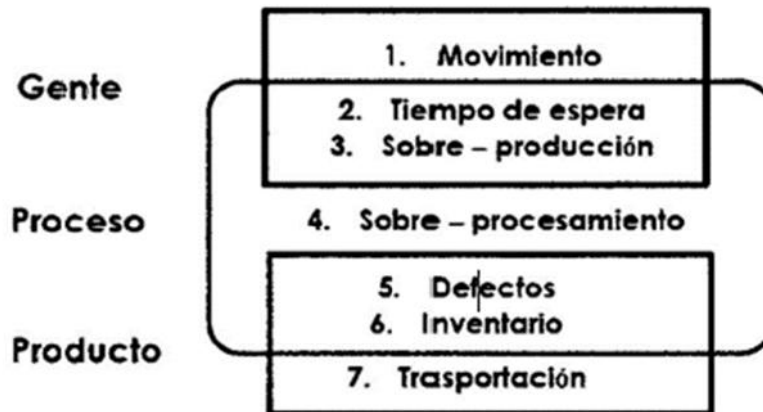 1. Movimiento
Gente
2. Tiempo de espera
3. Sobre – producción
Proceso
4. Sobre – procesamiento
5. Defectos
6. Inventario
Producto
7. Trasportación